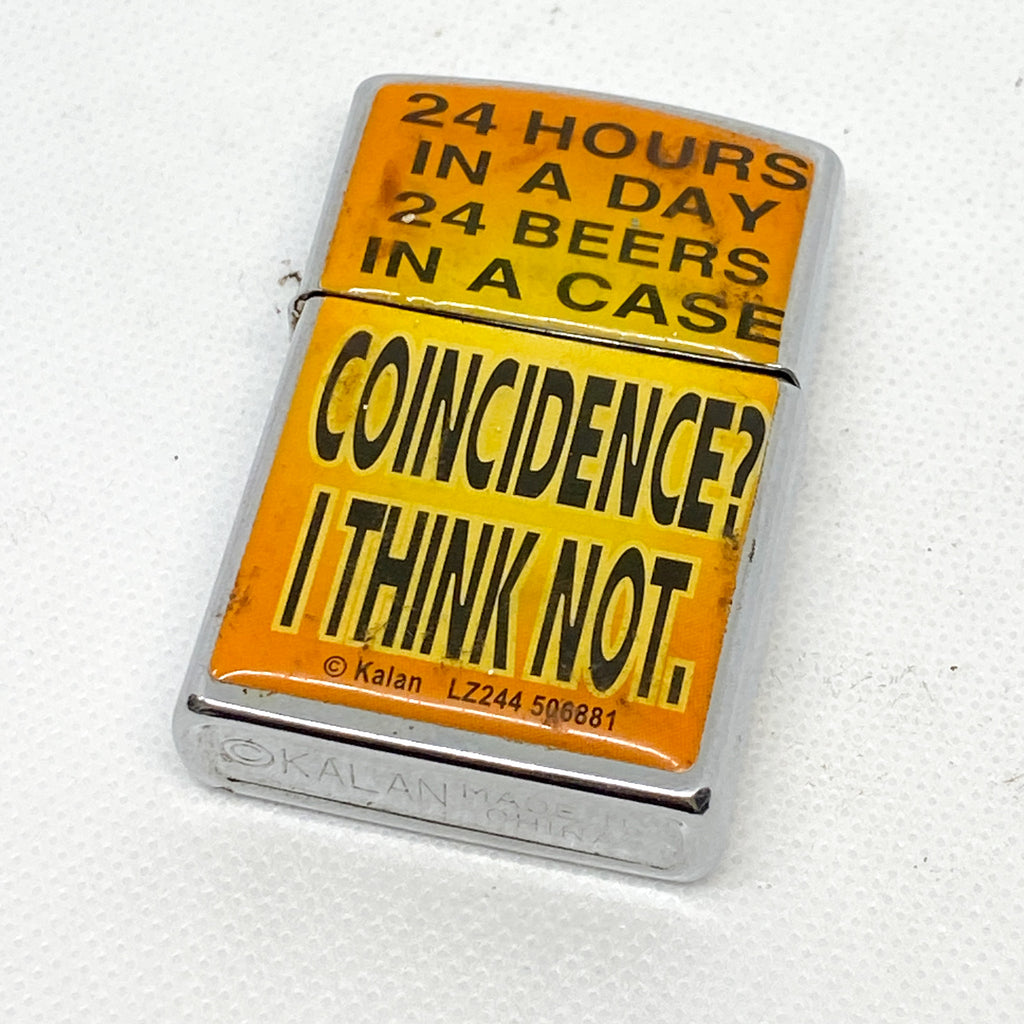 24 HOURS
IN A DAY
24 BEERS
IN A CASE
COINCIDENCE?
I THINK NOT.
© Kalan LZ244 506881
©KALAN MADE IN
CHINA